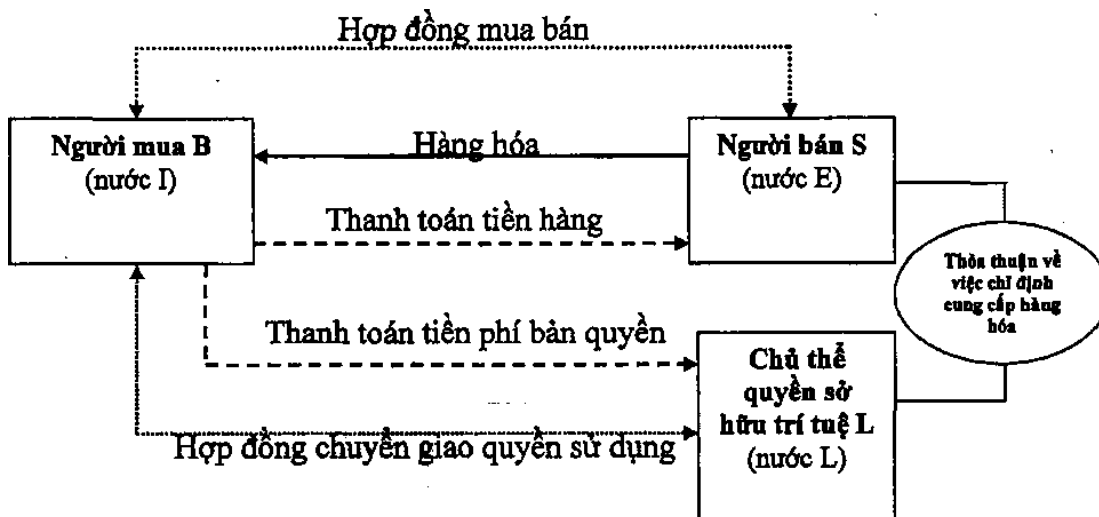 Hợp đồng mua bán
Người mua B
(nước I)
Hàng hóa
Người bán S
(nước E)
Thanh toán tiền hàng
Thỏa thuận về
việc chỉ định
cung cấp hàng
hóa
Thanh toán tiền phí bản quyền
Chủ thể
quyền sở
hữu trí tuệ L
(nước L)
Hợp đồng chuyển giao quyền sử dụng